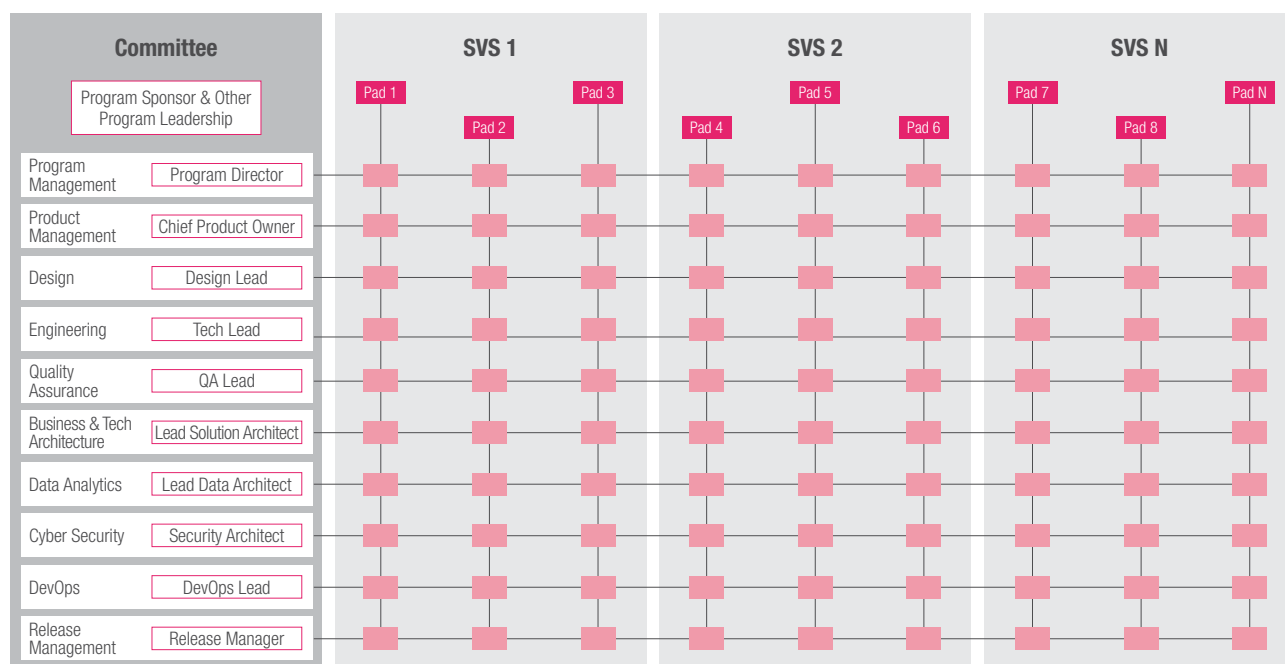 Committee
SVS 1
SVS 2
SVS N
Program Sponsor & Other
Program Leadership
Pad 1
Pad 2
Pad 3
Pad 4
Pad 5
Pad 6
Pad 7
Pad 8
Pad N
Program
Management
Program Director
Product
Management
Chief Product Owner
Design
Design Lead
Engineering
Tech Lead
Quality
Assurance
QA Lead
Business & Tech
Architecture
Lead Solution Architect
Data Analytics
Lead Data Architect
Cyber Security
Security Architect
DevOps
DevOps Lead
Release
Management
Release Manager